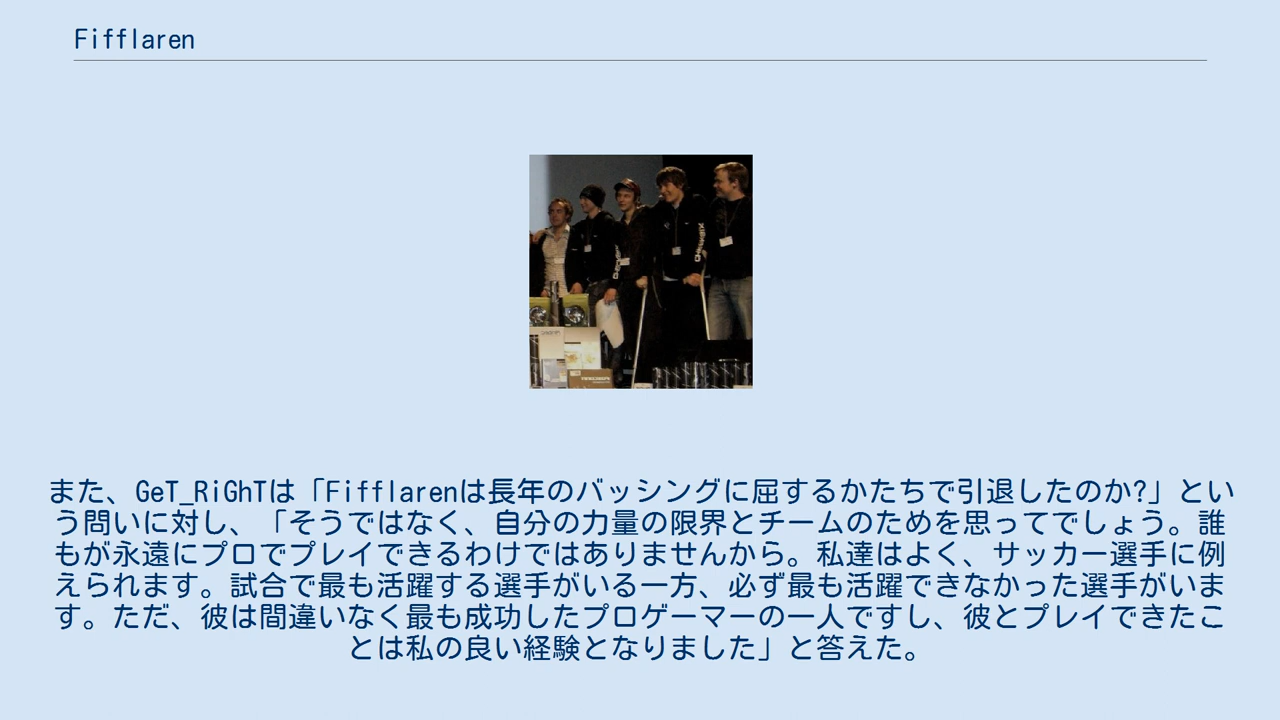 Fifflaren
また、GeT_RiGhTは「Fifflarenは長年のバッシングに屈するかたちで引退したのか?」とい
う問いに対し、「そうではなく、自分の力量の限界とチームのためを思ってでしょう。誰
もが永遠にプロでプレイできるわけではありませんから。私達はよく、サッカー選手に例
えられます。試合で最も活躍する選手がいる一方、必ず最も活躍できなかった選手がいま
す。ただ、彼は間違いなく最も成功したプロゲーマーの一人ですし、彼とプレイできたこ
とは私の良い経験となりました」と答えた。